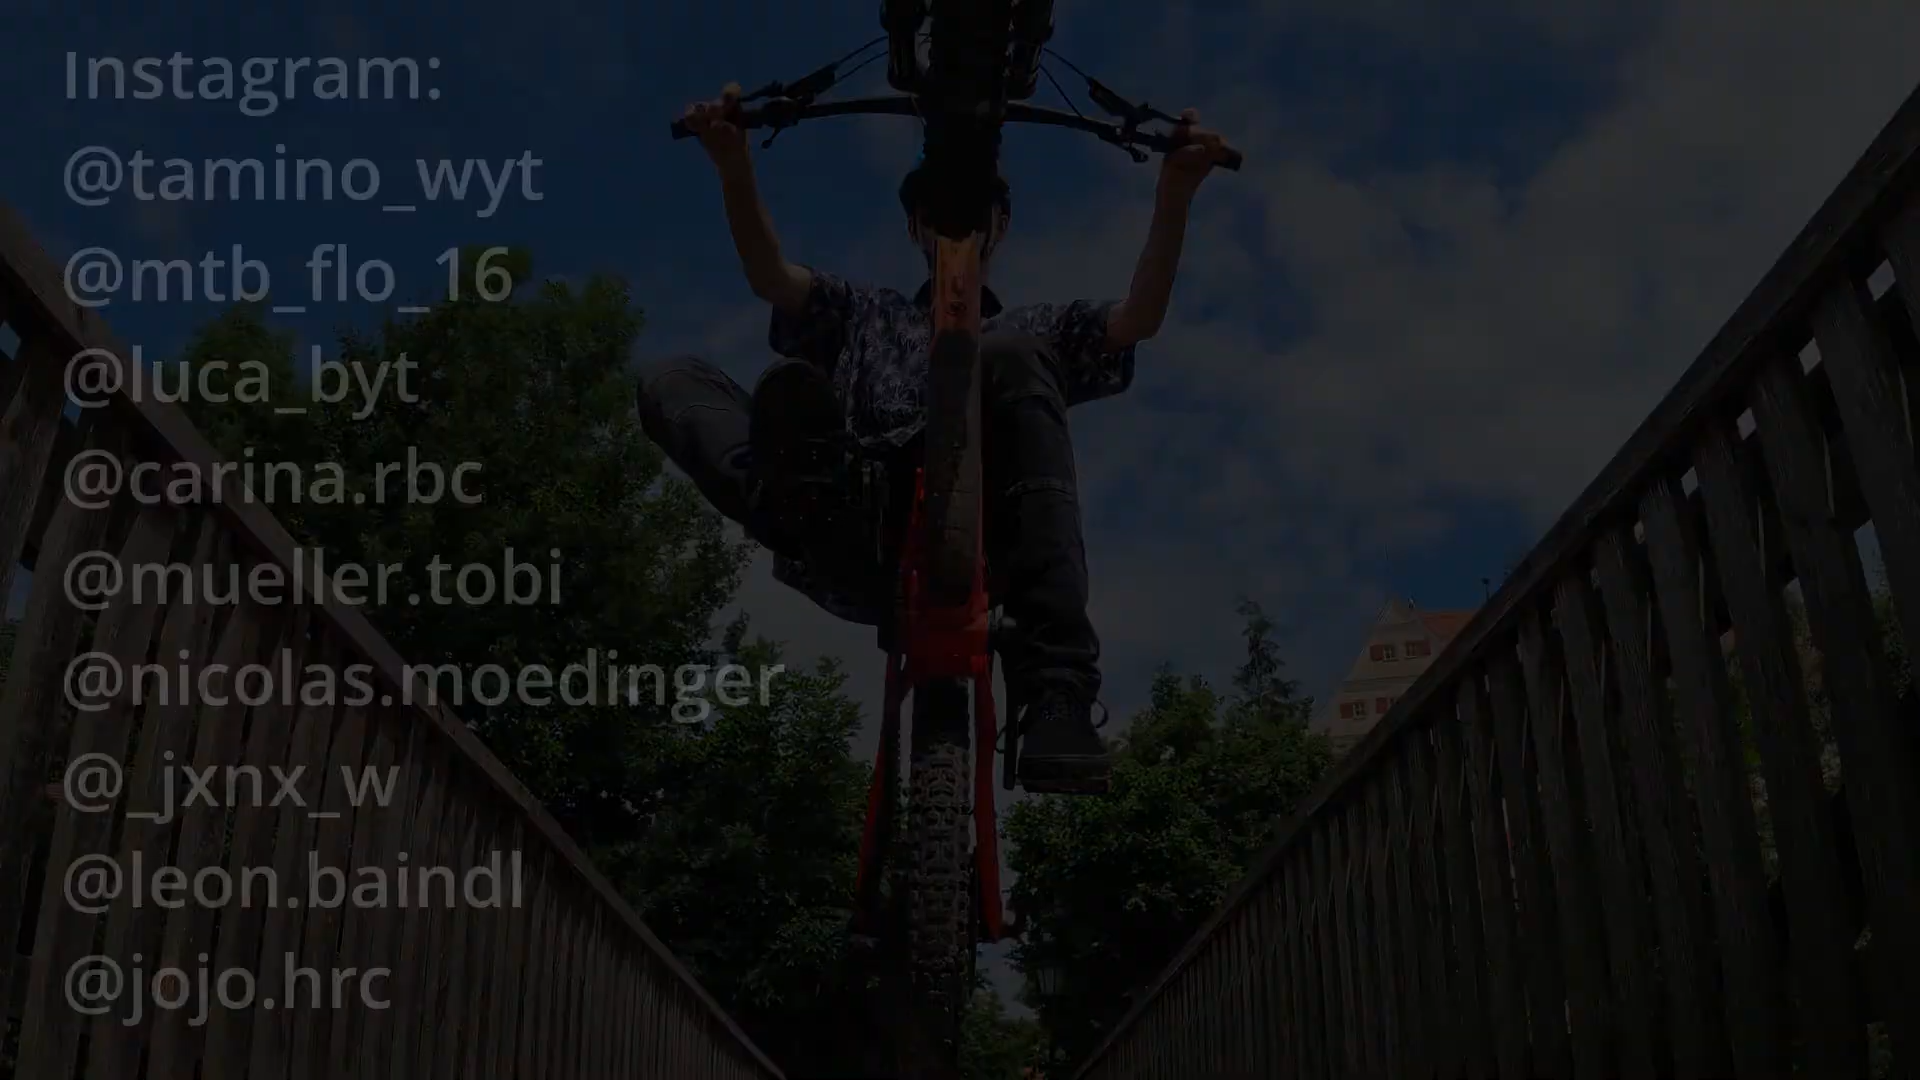 Instagram:
@tamino_wyt
@mtb_flo_16
@luca_byt
@carina.rbc
@mueller.tobi
@nicolas.moedinger
@_jxnx_w
@leon.baindl
@jojo.hrc